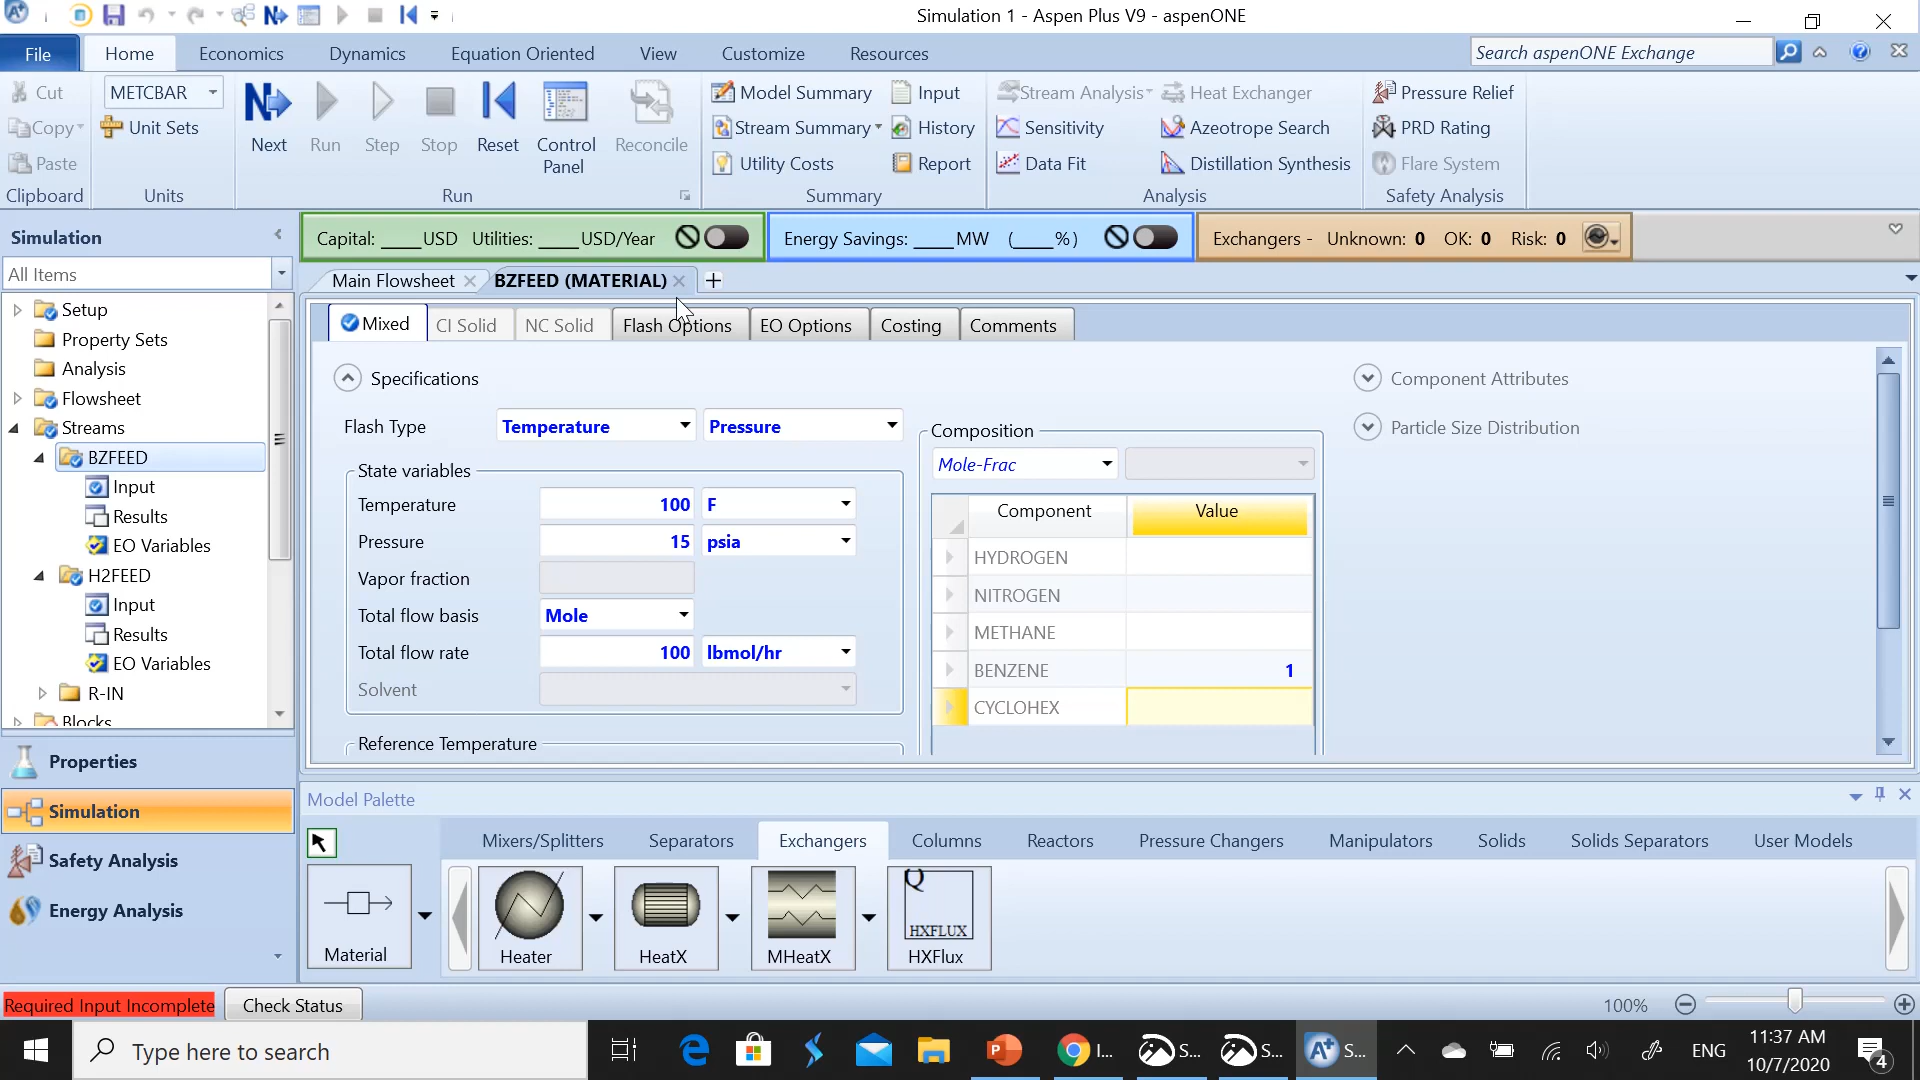 Simulation 1 - Aspen Plus V9 - aspenONE
File Home Economics Dynamics Equation Oriented View Customize Resources Search aspenONE Exchange
Cut METCBAR Model Summary Input Stream Analysis Heat Exchanger Pressure Relief
Copy Unit Sets Next Run Step Stop Reset Control Panel Reconcile Stream Summary History Sensitivity Azeotrope Search PRD Rating
Paste Utility Costs Report Data Fit Distillation Synthesis Flare System
Clipboard Units Run Summary Analysis Safety Analysis
Simulation
Capital: ____USD Utilities: ____USD/Year Energy Savings: ____MW (____%) Exchangers - Unknown: 0 OK: 0 Risk: 0
All Items
Main Flowsheet BZFEED (MATERIAL) +
Setup
Property Sets
Analysis
Flowsheet
Streams
BZFEED
Input
Results
EO Variables
H2FEED
Input
Results
EO Variables
R-IN
Blocks
Mixed CI Solid NC Solid Flash Options EO Options Costing Comments
Specifications
Flash Type Temperature Pressure
State variables
Temperature 100 F
Pressure 15 psia
Vapor fraction
Total flow basis Mole
Total flow rate 100 lbmol/hr
Solvent
Reference Temperature
Composition
Mole-Frac
Component Value
HYDROGEN
NITROGEN
METHANE
BENZENE 1
CYCLOHEX
Component Attributes
Particle Size Distribution
Properties
Simulation
Safety Analysis
Energy Analysis
Model Palette
Mixers/Splitters Separators Exchangers Columns Reactors Pressure Changers Manipulators Solids Solids Separators User Models
Q
HXFLUX
Material Heater HeatX MHeatX HXFlux
Required Input Incomplete Check Status 100%
Type here to search
I... S... S... S...
ENG
11:37 AM
10/7/2020
4